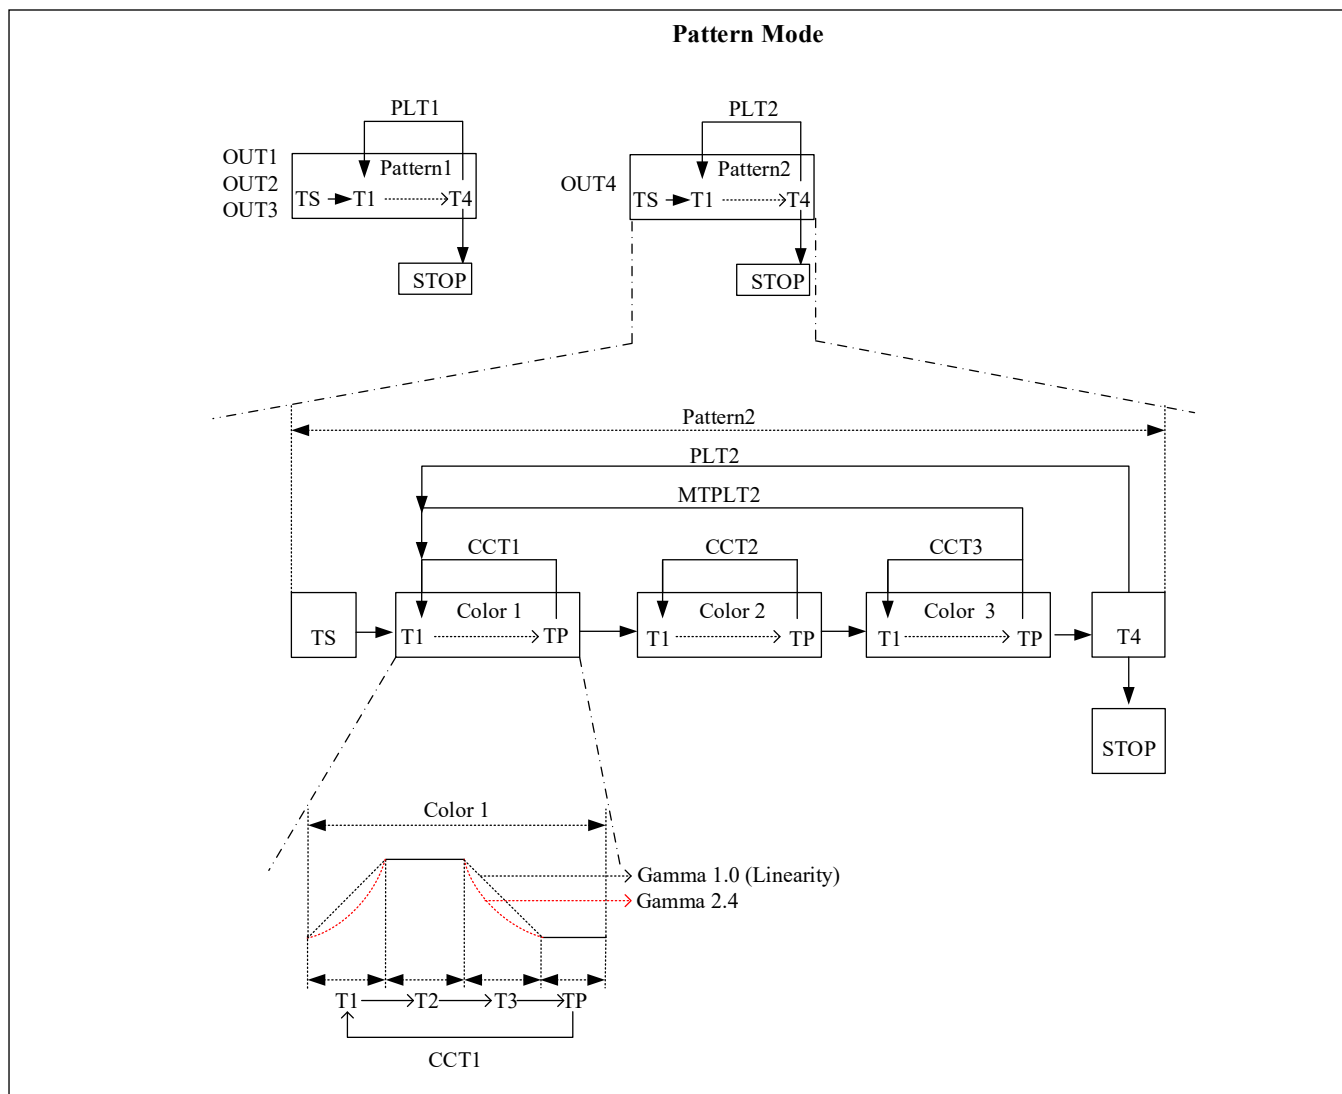 Pattern Mode
PLT1
PLT2
OUT1
OUT2
OUT3
Pattern1
TS T1 T4
STOP
OUT4
Pattern2
TS T1 T4
STOP
Pattern2
PLT2
MTPLT2
CCT1
CCT2
CCT3
TS
Color 1
T1 TP
Color 2
T1 TP
Color 3
T1 TP
T4
STOP
Color 1
Gamma 1.0 (Linearity)
Gamma 2.4
T1 T2 T3 TP
CCT1